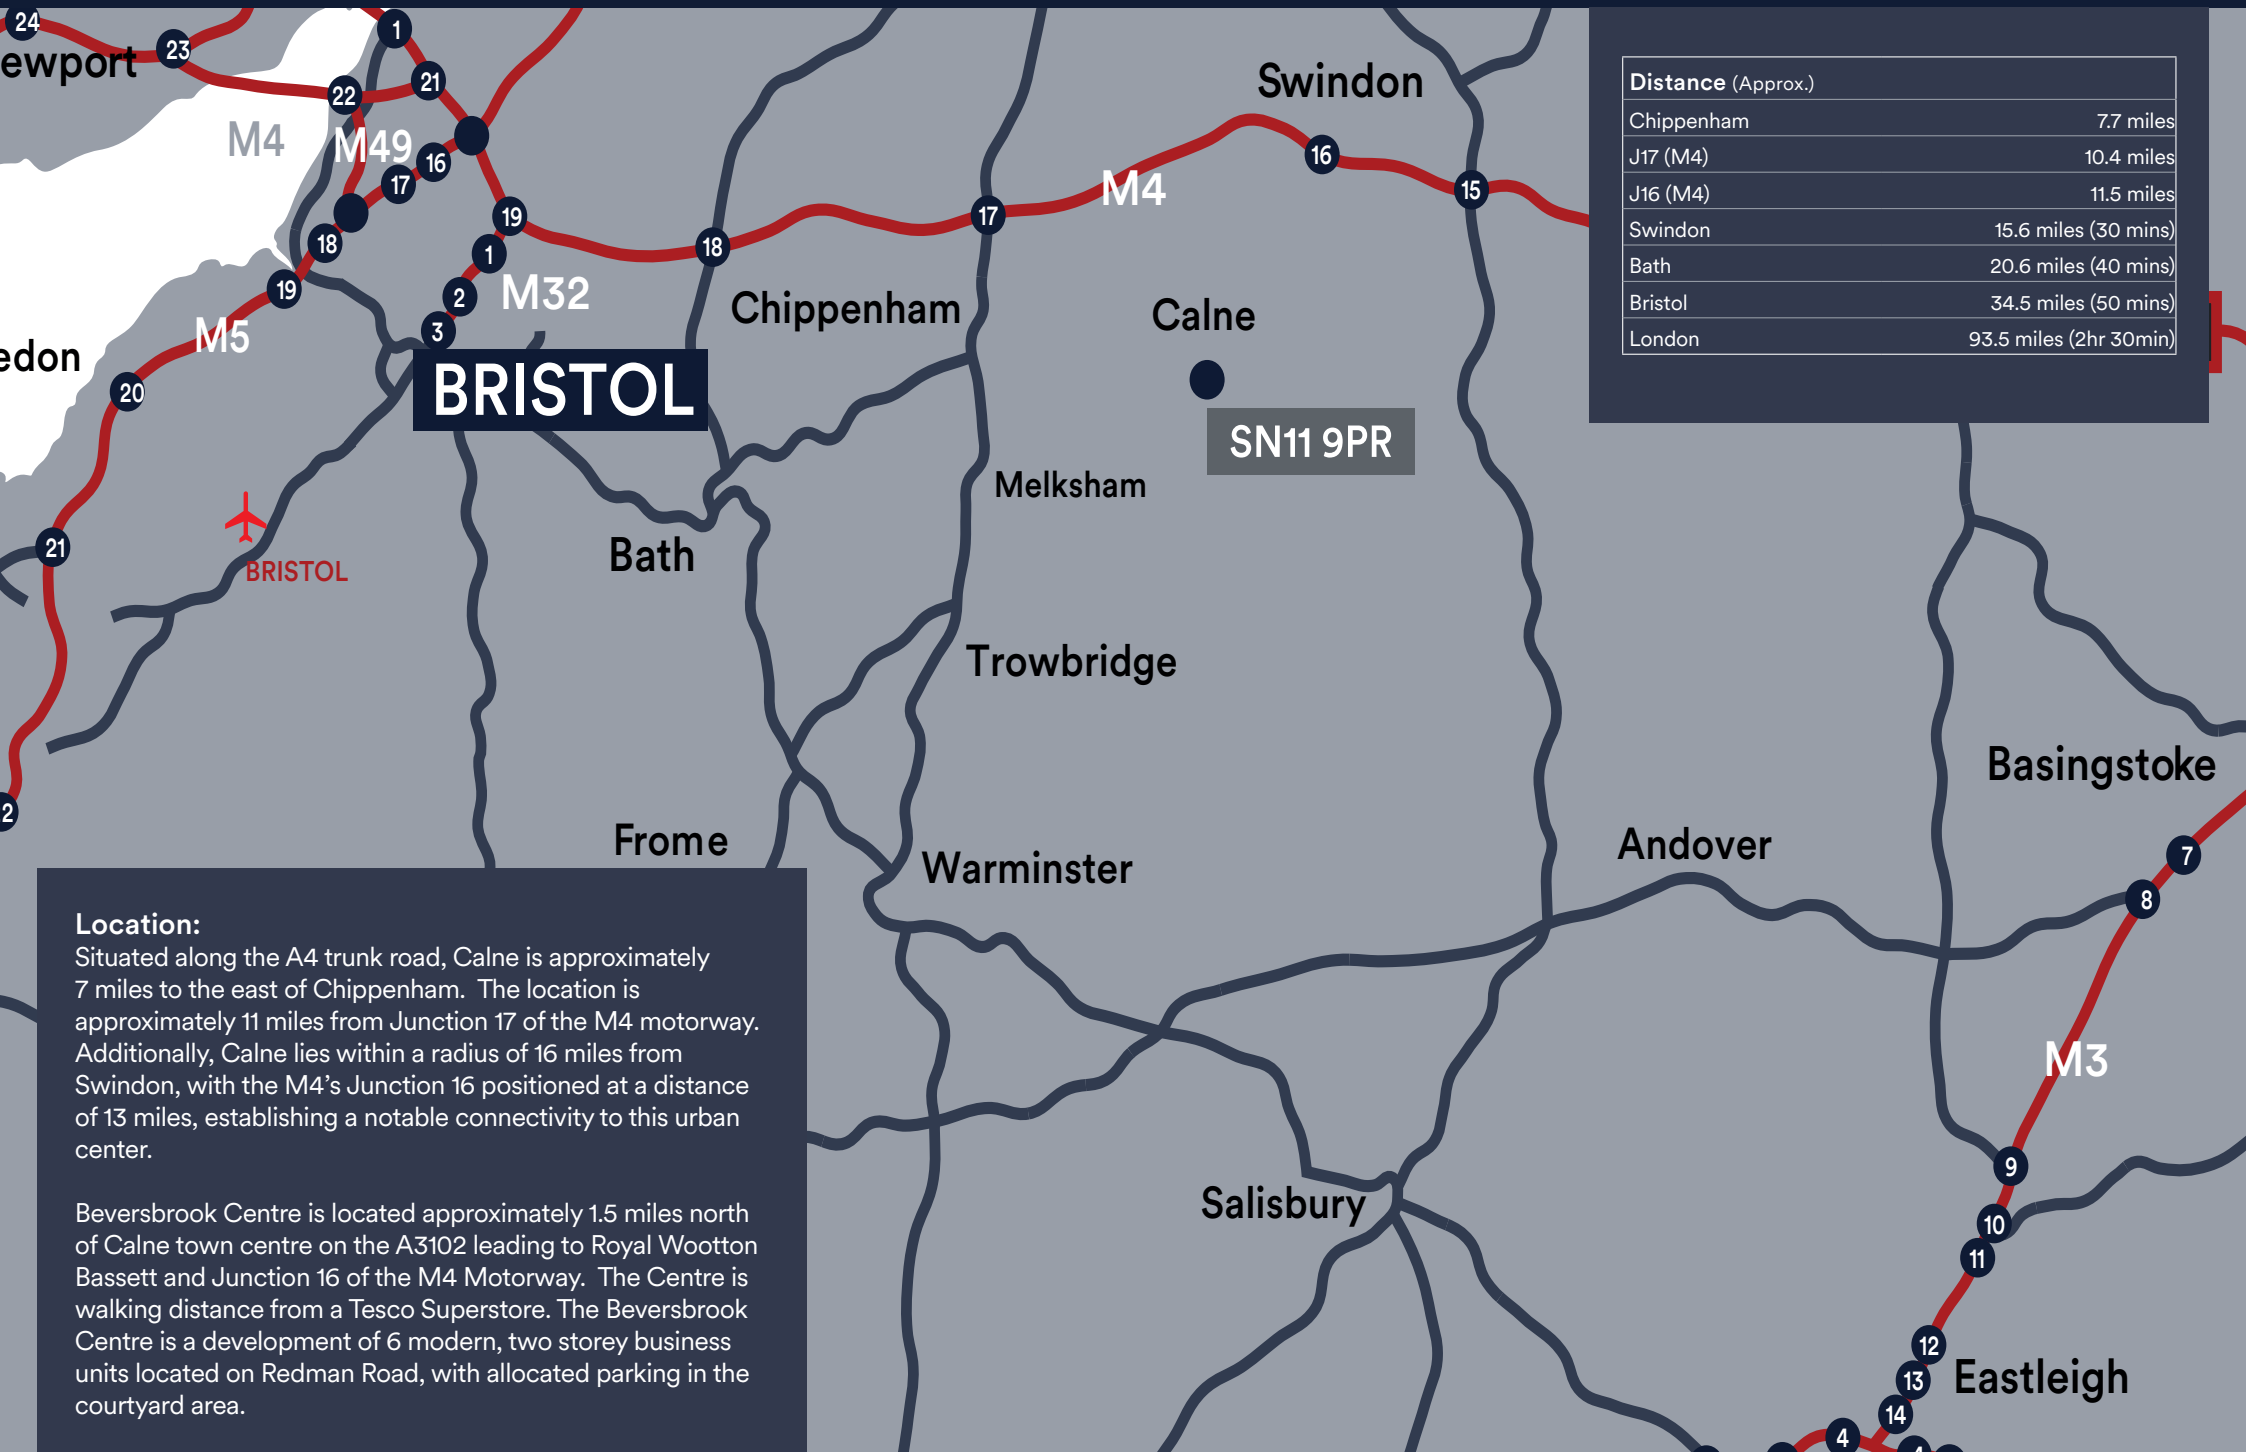 24
23
ewport
1
21
22
M4
M49
16
17
18
19
19
1
2
3
M32
M5
20
21
2
edon
BRISTOL
BRISTOL
18
17
M4
16
15
Swindon
Chippenham
Calne
SN11 9PR
Melksham
Bath
Trowbridge
Frome
Warminster
Andover
Basingstoke
Salisbury
Eastleigh
M3
7
8
9
10
11
12
13
14
4
4
Distance (Approx.)
Chippenham 7.7 miles
J17 (M4) 10.4 miles
J16 (M4) 11.5 miles
Swindon 15.6 miles (30 mins)
Bath 20.6 miles (40 mins)
Bristol 34.5 miles (50 mins)
London 93.5 miles (2hr 30min)
Location:
Situated along the A4 trunk road, Calne is approximately
7 miles to the east of Chippenham.  The location is
approximately 11 miles from Junction 17 of the M4 motorway.
Additionally, Calne lies within a radius of 16 miles from
Swindon, with the M4’s Junction 16 positioned at a distance
of 13 miles, establishing a notable connectivity to this urban
center.
Beversbrook Centre is located approximately 1.5 miles north
of Calne town centre on the A3102 leading to Royal Wootton
Bassett and Junction 16 of the M4 Motorway.  The Centre is
walking distance from a Tesco Superstore. The Beversbrook
Centre is a development of 6 modern, two storey business
units located on Redman Road, with allocated parking in the
courtyard area.